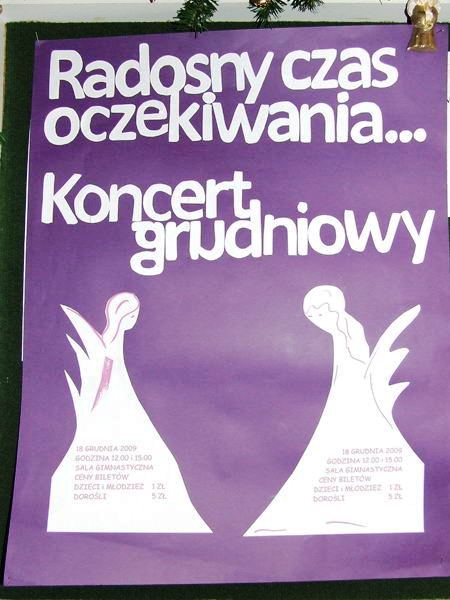 Radosny czas
oczekiwania...
Koncert
grudniowy
18 GRUDNIA 2009
GODZINA 12.00 i 15.00
SALA GIMNASTYCZNA
CENY BILETÓW
DZIECI i MŁODZIEŻ 1 ZŁ
DOROŚLI 5 ZŁ
18 GRUDNIA 2009
GODZINA 12.00 i 15.00
SALA GIMNASTYCZNA
CENY BILETÓW
DZIECI i MŁODZIEŻ 1 ZŁ
DOROŚLI 5 ZŁ